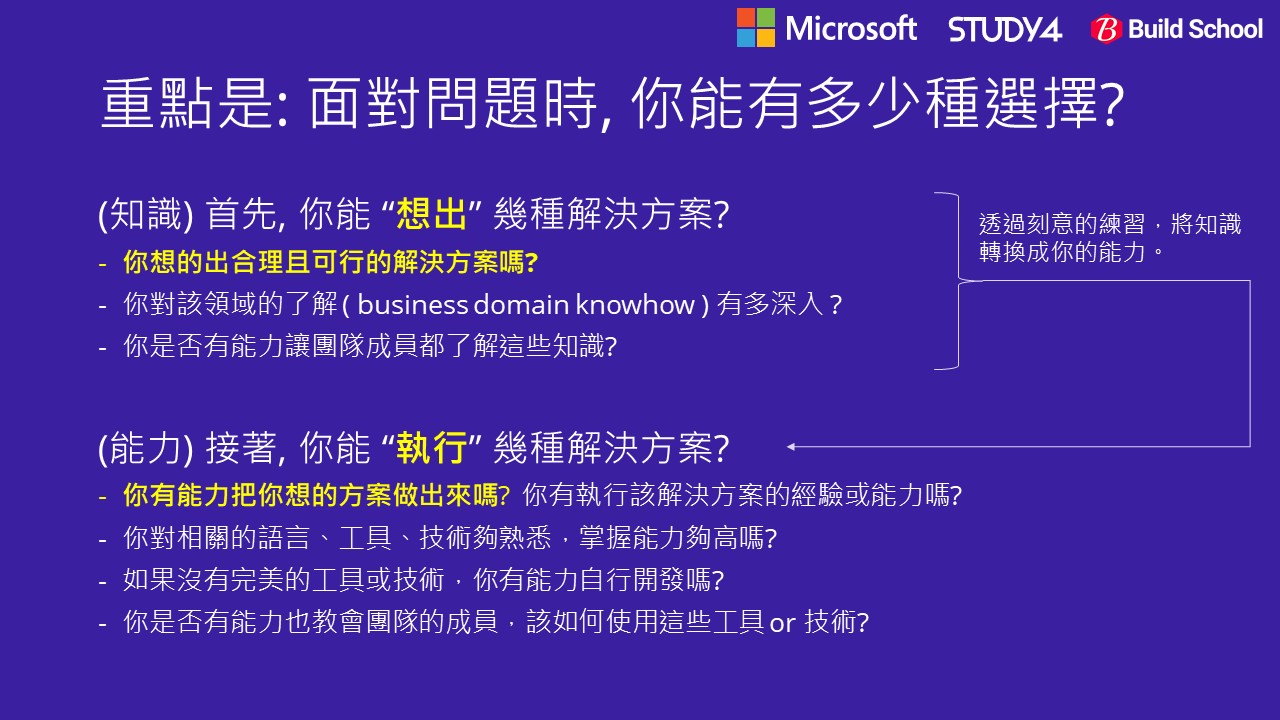 Microsoft STUDY4 Build School
重點是: 面對問題時, 你能有多少種選擇?
(知識) 首先, 你能 “想出” 幾種解決方案?
- 你想的出合理且可行的解決方案嗎?
- 你對該領域的了解 ( business domain knowhow ) 有多深入 ?
- 你是否有能力讓團隊成員都了解這些知識?
透過刻意的練習，將知識
轉換成你的能力。
(能力) 接著, 你能 “執行” 幾種解決方案?
- 你有能力把你想的方案做出來嗎? 你有執行該解決方案的經驗或能力嗎?
- 你對相關的語言、工具、技術夠熟悉，掌握能力夠高嗎?
- 如果沒有完美的工具或技術，你有能力自行開發嗎?
- 你是否有能力也教會團隊的成員，該如何使用這些工具 or 技術?